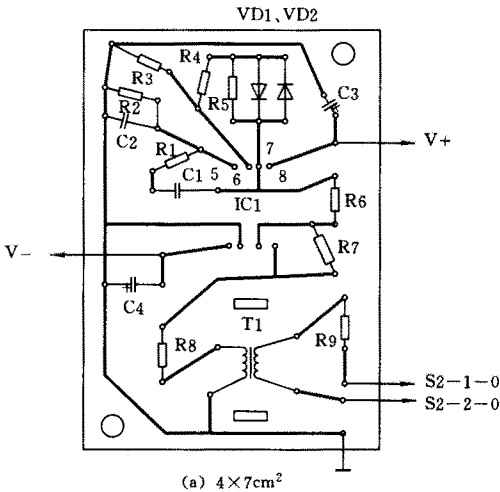 VD1、VD2
R4
R3
C3
R5
R2
C2
V+
R1
7
5
6
8
C1
IC1
R6
R7
V-
C4
T1
R8
R9
S2-1-0
S2-2-0
(a) 4×7cm²